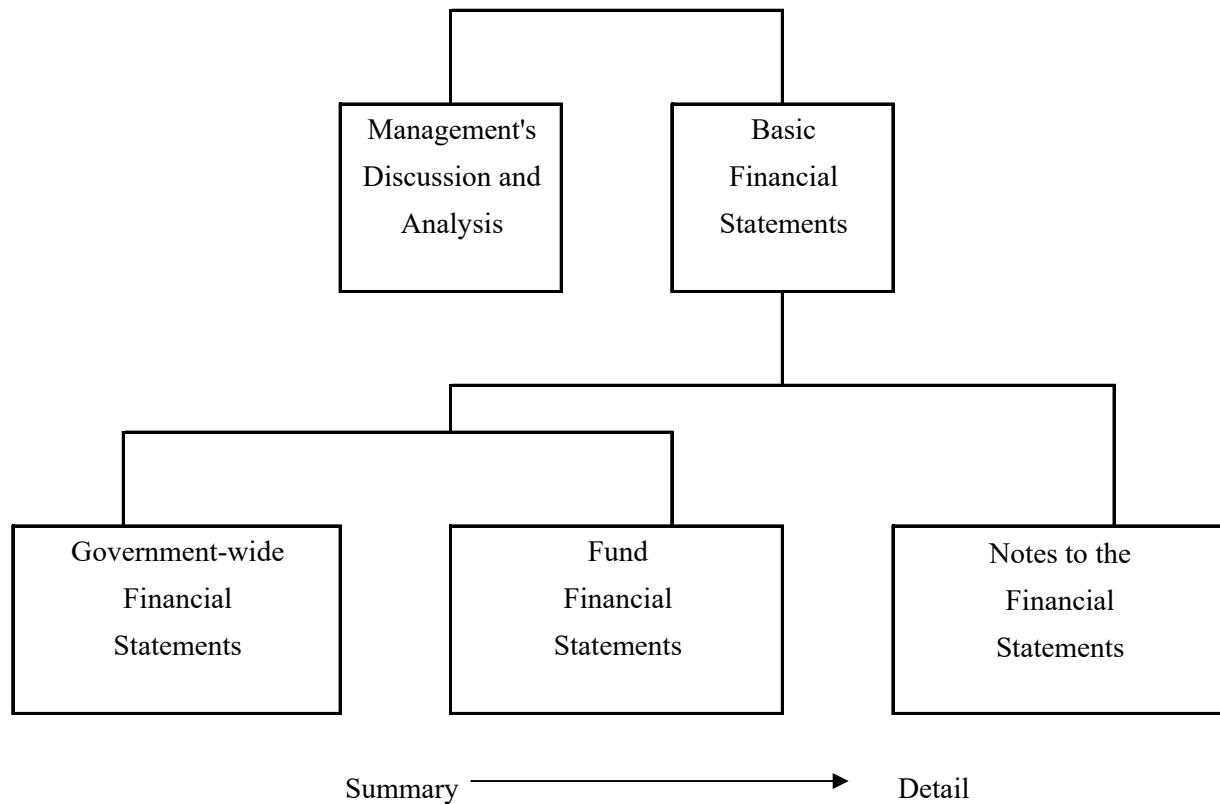 Management's
Discussion and
Analysis
Basic
Financial
Statements
Government-wide
Financial
Statements
Fund
Financial
Statements
Notes to the
Financial
Statements
Summary
Detail